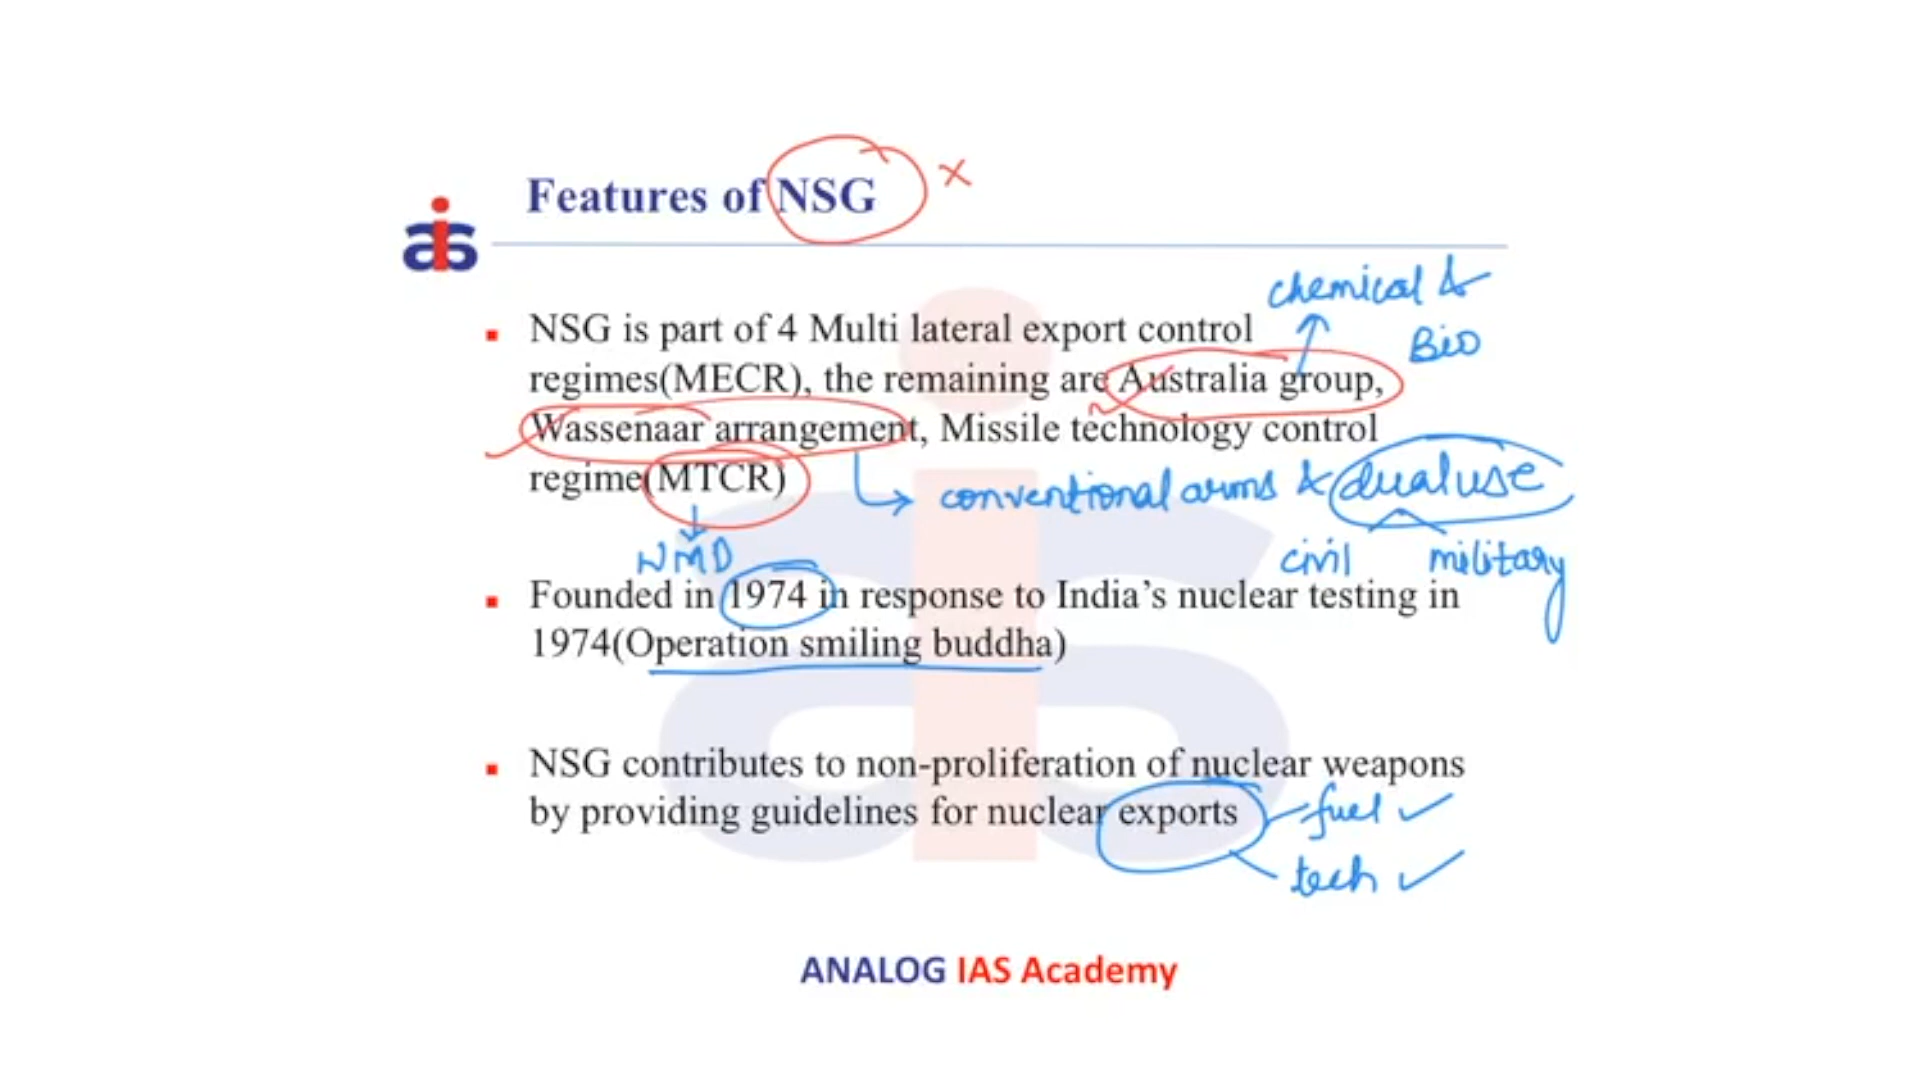 Features of NSG ×
chemical &
Bio
NSG is part of 4 Multi lateral export control
regimes(MECR), the remaining are Australia group,
Wassenaar arrangement, Missile technology control
regime(MTCR)
conventional arms & dual use
civil military
WMD
Founded in 1974 in response to India's nuclear testing in
1974(Operation smiling buddha)
NSG contributes to non-proliferation of nuclear weapons
by providing guidelines for nuclear exports
fuel ✓
tech ✓
ANALOG IAS Academy